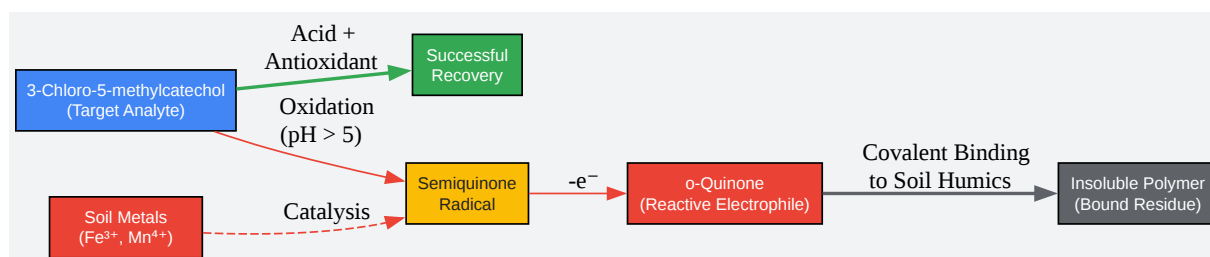 Acid +
Antioxidant
Successful
Recovery
3-Chloro-5-methylcatechol
(Target Analyte)
Oxidation
(pH > 5)
Semiquinone
Radical
-e⁻
o-Quinone
(Reactive Electrophile)
Covalent Binding
to Soil Humics
Insoluble Polymer
(Bound Residue)
Soil Metals
(Fe³⁺, Mn⁴⁺)
Catalysis